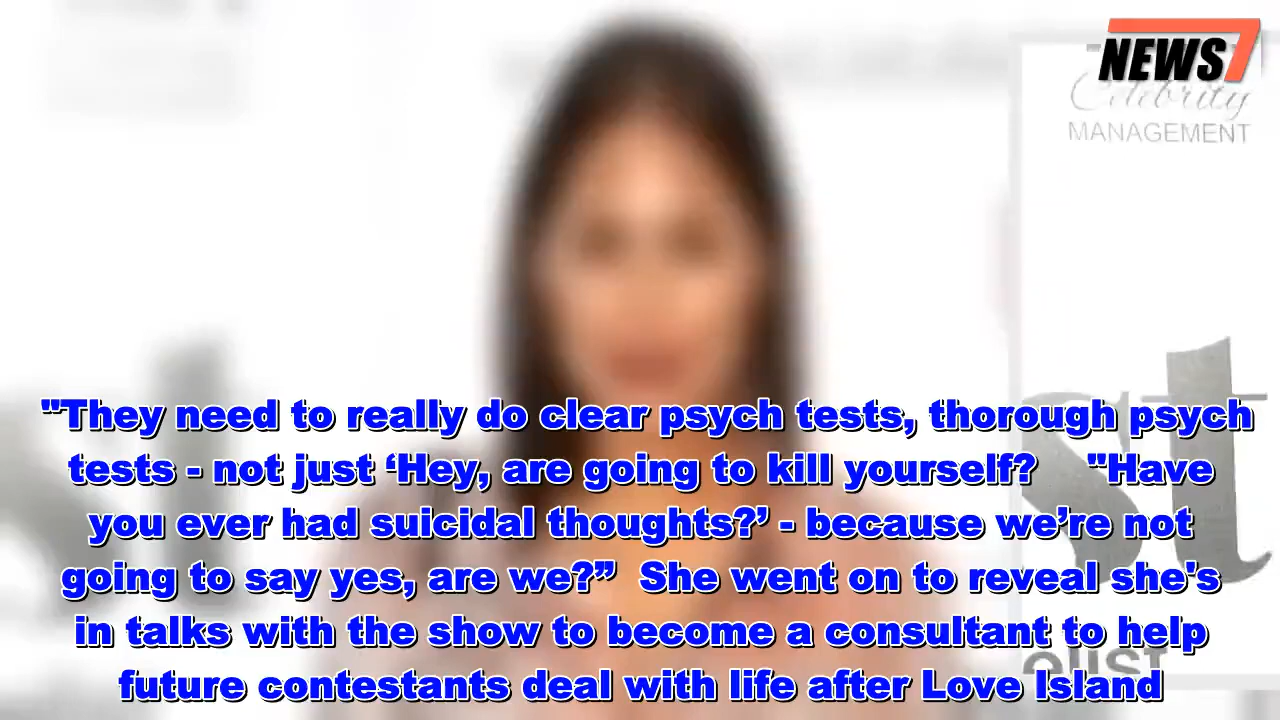 NEWS7
Celebrity
MANAGEMENT
st
"They need to really do clear psych tests, thorough psych
tests - not just ‘Hey, are going to kill yourself? "Have
you ever had suicidal thoughts?’ - because we’re not
going to say yes, are we?” She went on to reveal she's
in talks with the show to become a consultant to help
future contestants deal with life after Love Island